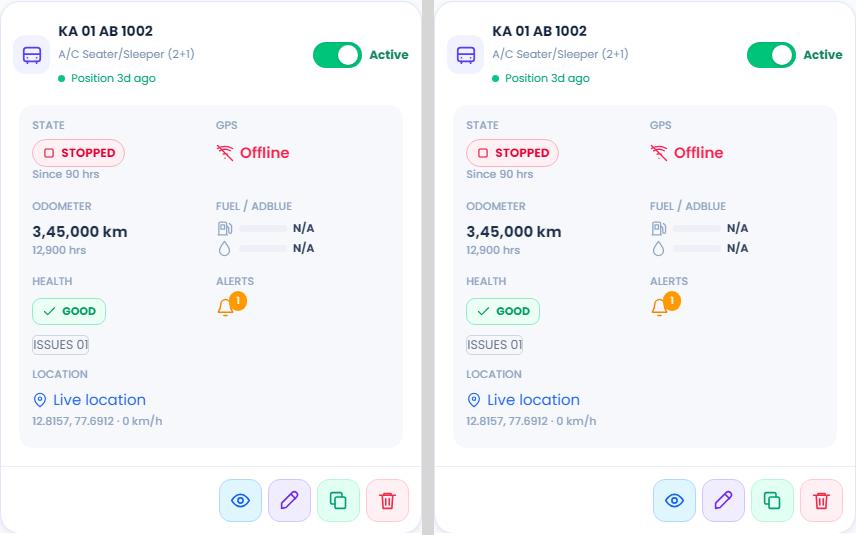 KA 01 AB 1002
A/C Seater/Sleeper (2+1)
Position 3d ago
Active
STATE
GPS
STOPPED
Offline
Since 90 hrs
ODOMETER
FUEL / ADBLUE
3,45,000 km
N/A
12,900 hrs
N/A
HEALTH
ALERTS
GOOD
1
ISSUES 01
LOCATION
Live location
12.8157, 77.6912 · 0 km/h
KA 01 AB 1002
A/C Seater/Sleeper (2+1)
Position 3d ago
Active
STATE
GPS
STOPPED
Offline
Since 90 hrs
ODOMETER
FUEL / ADBLUE
3,45,000 km
N/A
12,900 hrs
N/A
HEALTH
ALERTS
GOOD
1
ISSUES 01
LOCATION
Live location
12.8157, 77.6912 · 0 km/h